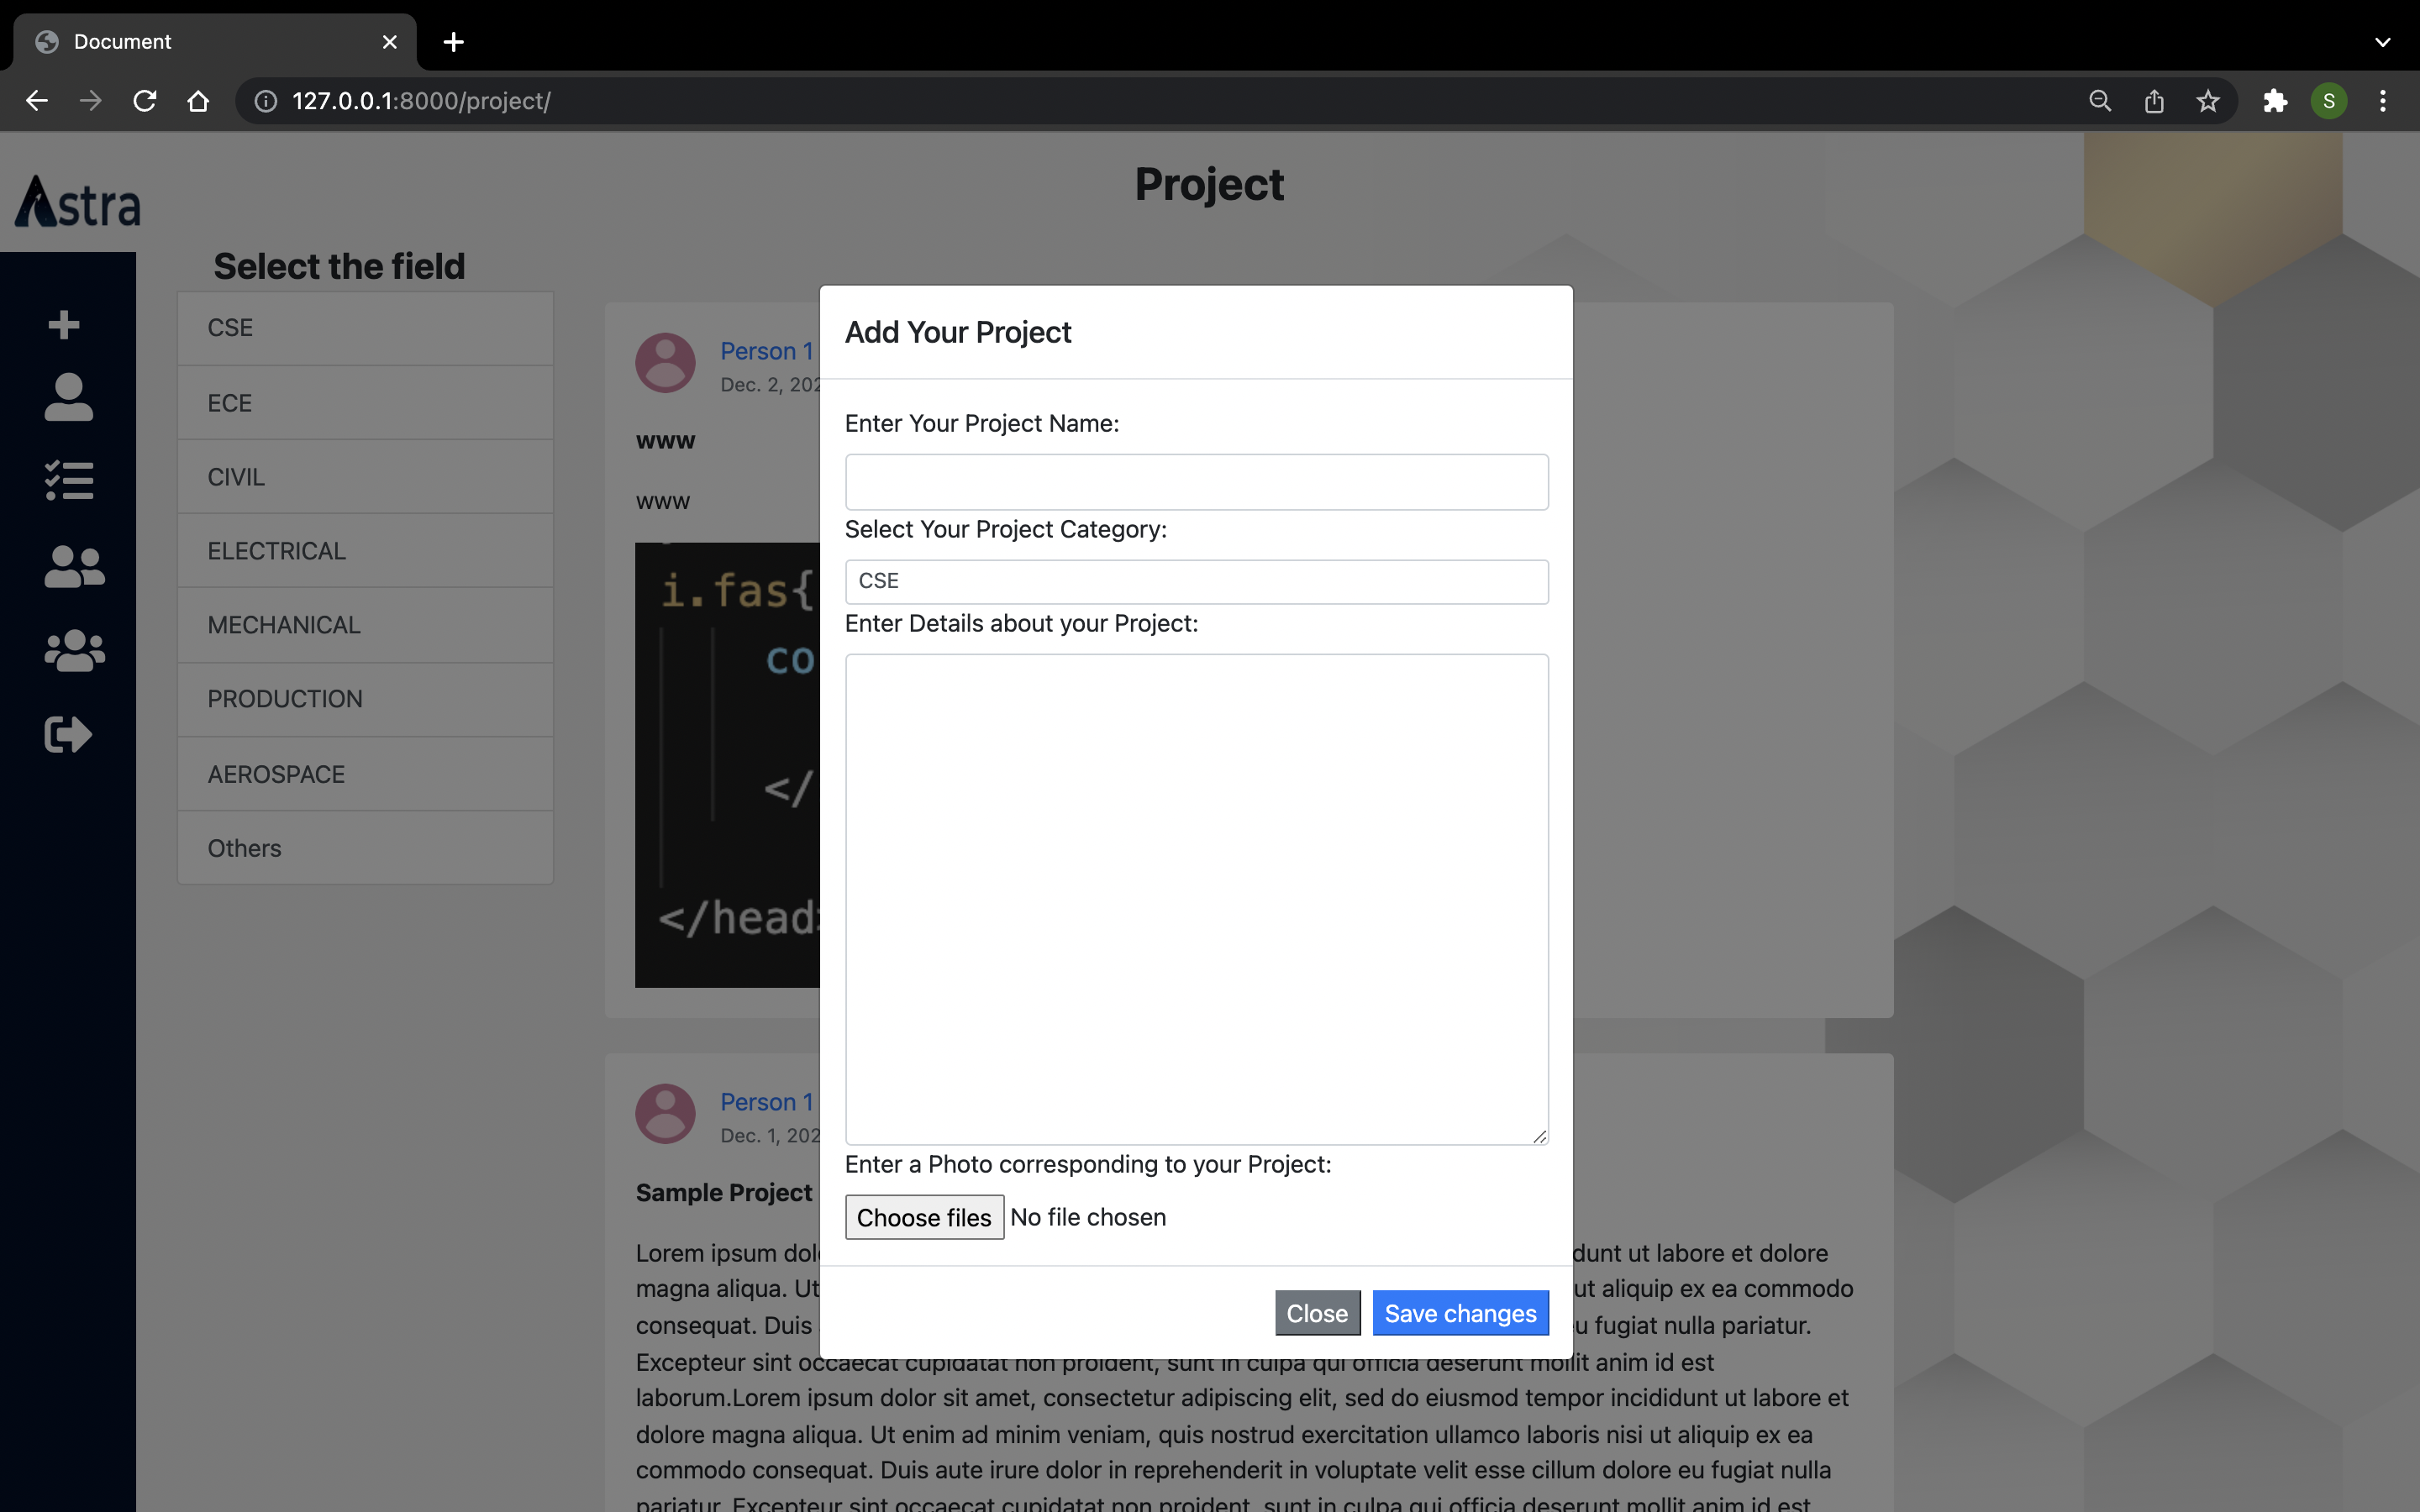 Document
127.0.0.1:8000/project/
S
Astra
Project
Select the field
CSE
ECE
CIVIL
ELECTRICAL
MECHANICAL
PRODUCTION
AEROSPACE
Others
Person 1
Dec. 2, 202
www
www
i.fas{
co
</
</head>
Add Your Project
Enter Your Project Name:
Select Your Project Category:
CSE
Enter Details about your Project:
Enter a Photo corresponding to your Project:
Choose files No file chosen
Close Save changes
Person 1
Dec. 1, 202
Sample Project
Lorem ipsum dol dunt ut labore et dolore
magna aliqua. Ut ut aliquip ex ea commodo
consequat. Duis u fugiat nulla pariatur.
Excepteur sint occaecat cupidatat non proident, sunt in culpa qui officia deserunt mollit anim id est
laborum.Lorem ipsum dolor sit amet, consectetur adipiscing elit, sed do eiusmod tempor incididunt ut labore et
dolore magna aliqua. Ut enim ad minim veniam, quis nostrud exercitation ullamco laboris nisi ut aliquip ex ea
commodo consequat. Duis aute irure dolor in reprehenderit in voluptate velit esse cillum dolore eu fugiat nulla
pariatur. Excepteur sint occaecat cupidatat non proident, sunt in culpa qui officia deserunt mollit anim id est